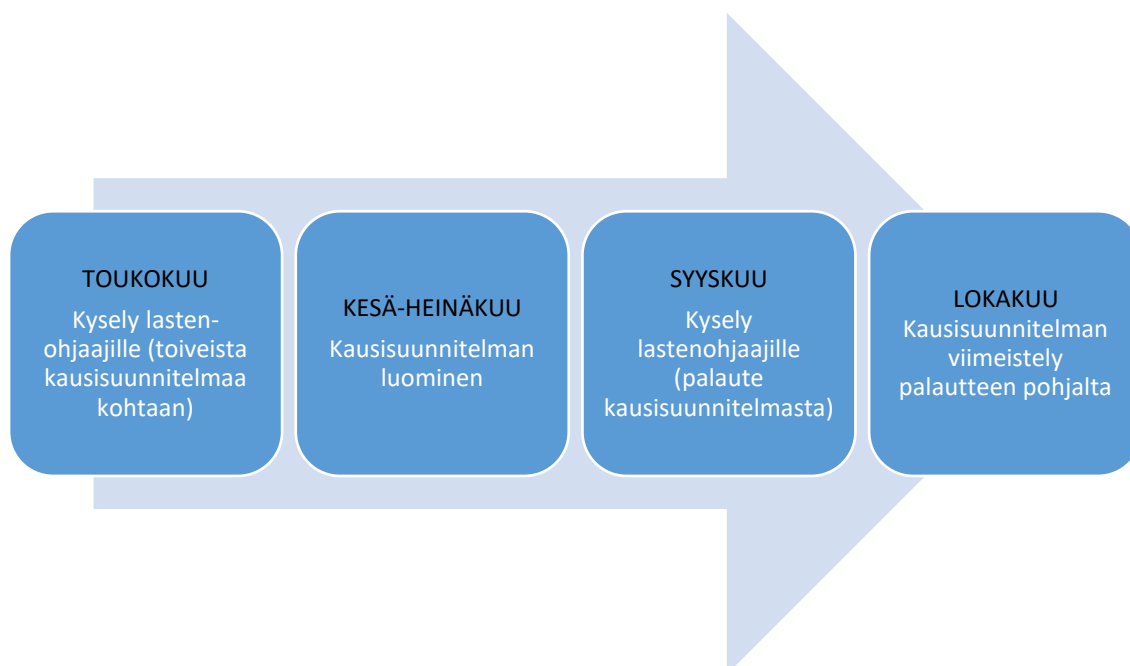 TOUKOKUU
Kysely lasten-
ohjaajille (toiveista
kausisuunnitelmaa
kohtaan)
KESÄ-HEINÄKUU
Kausisuunnitelman
luominen
SYYSKUU
Kysely
lastenohjaajille
(palaute
kausisuunnitelmasta)
LOKAKUU
Kausisuunnitelman
viimeistely
palautteen pohjalta